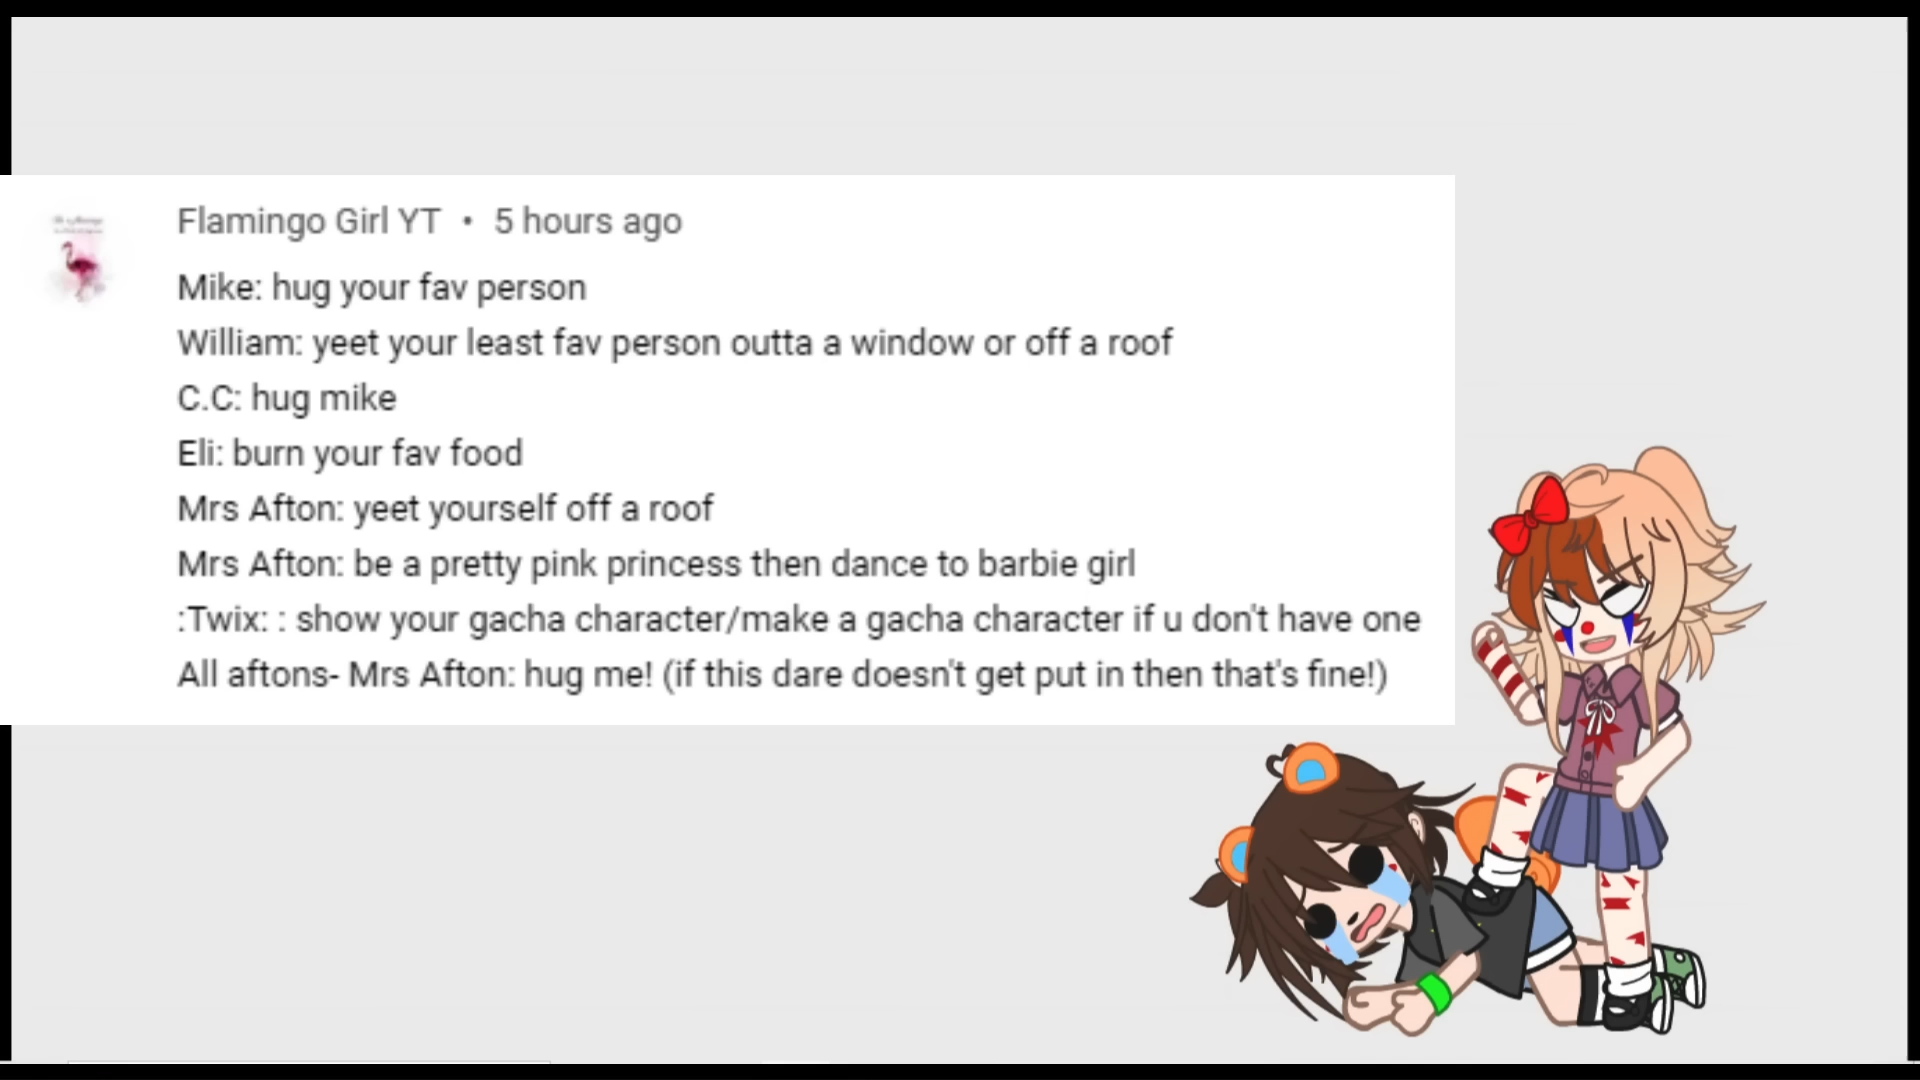 Flamingo Girl YT • 5 hours ago
Mike: hug your fav person
William: yeet your least fav person outta a window or off a roof
C.C: hug mike
Eli: burn your fav food
Mrs Afton: yeet yourself off a roof
Mrs Afton: be a pretty pink princess then dance to barbie girl
:Twix: : show your gacha character/make a gacha character if u don't have one
All aftons- Mrs Afton: hug me! (if this dare doesn't get put in then that's fine!)